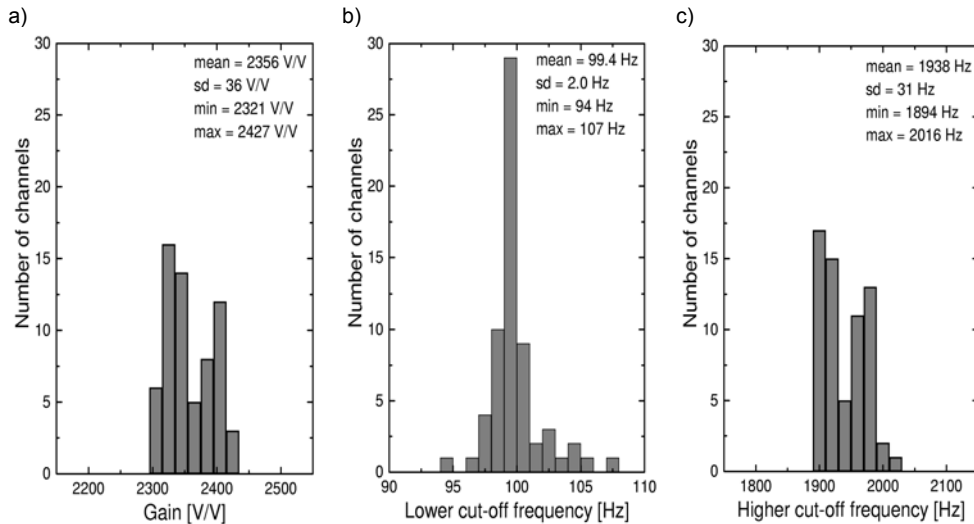 a)
30
25
20
15
10
5
0
Number of channels
mean = 2356 V/V
sd = 36 V/V
min = 2321 V/V
max = 2427 V/V
2200 2300 2400 2500
Gain [V/V]
b)
30
25
20
15
10
5
0
Number of channels
mean = 99.4 Hz
sd = 2.0 Hz
min = 94 Hz
max = 107 Hz
90 95 100 105 110
Lower cut-off frequency [Hz]
c)
30
25
20
15
10
5
0
Number of channels
mean = 1938 Hz
sd = 31 Hz
min = 1894 Hz
max = 2016 Hz
1800 1900 2000 2100
Higher cut-off frequency [Hz]